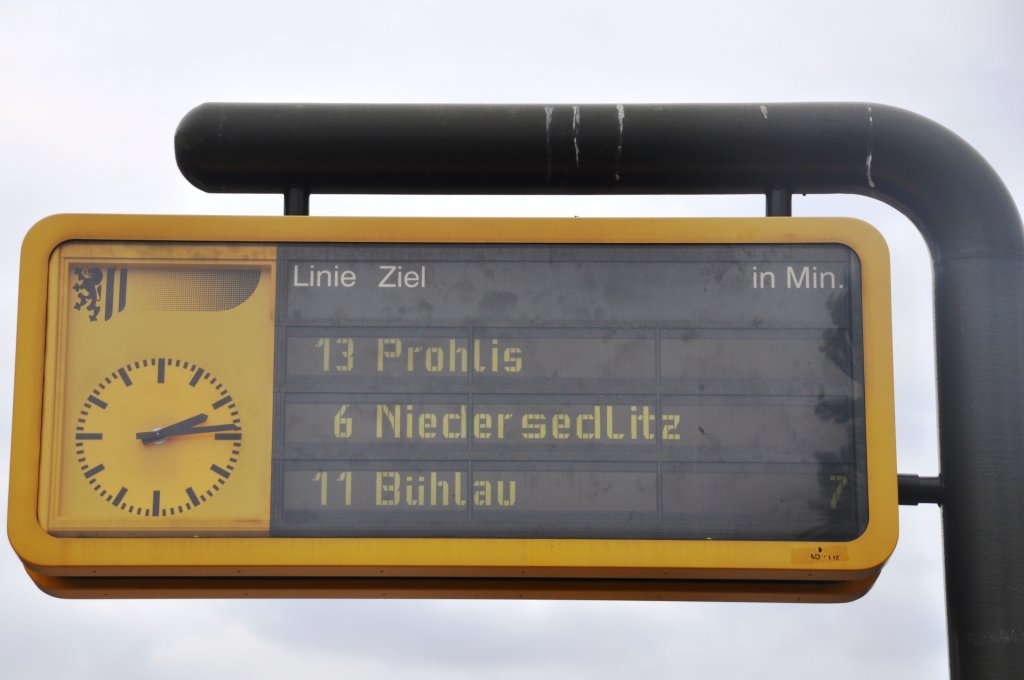 Linie Ziel in Min.
13 Prohlis
6 Niedersedlitz
11 Bühlau 7